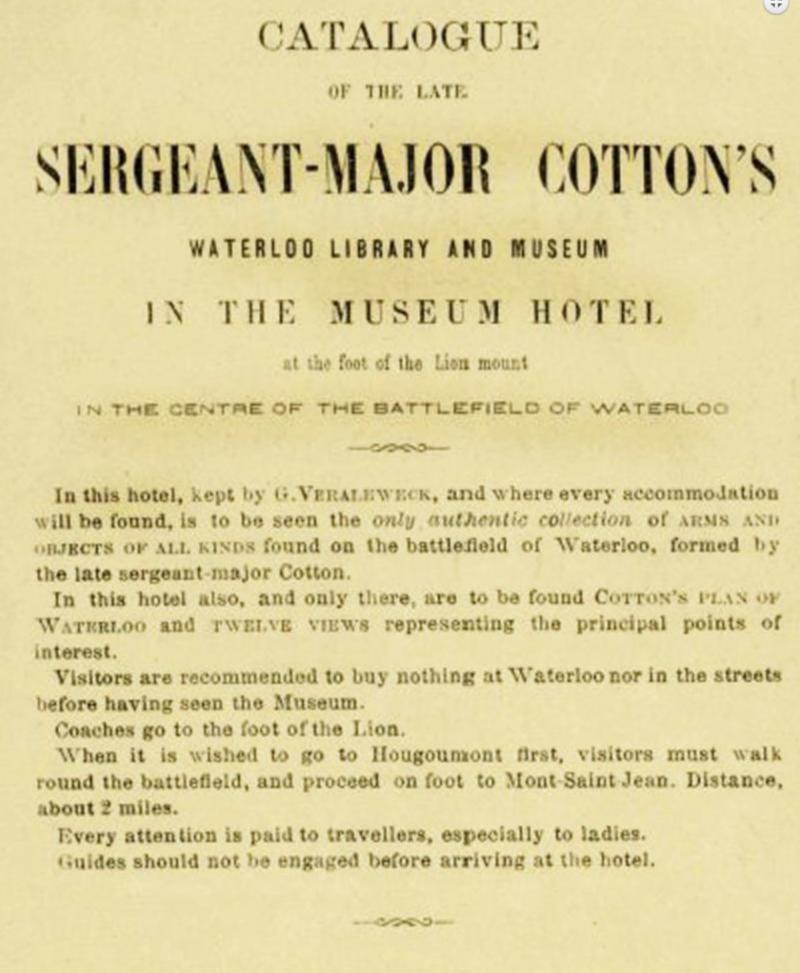 CATALOGUE
OF THE LATE
SERGEANT-MAJOR COTTON'S
WATERLOO LIBRARY AND MUSEUM
IN THE MUSEUM HOTEL
at the foot of the Lion mount
IN THE CENTRE OF THE BATTLEFIELD OF WATERLOO
In this hotel, kept by G. and where every accommodation
will be found, is to be seen the only authentic collection of ARMS AND
OBJECTS OF ALL KINDS found on the battlefield of Waterloo, formed by
the late sergeant-major Cotton.
In this hotel also, and only there, are to be found COTTON'S PLAN OF
WATERLOO and TWELVE VIEWS representing the principal points of
interest.
Visitors are recommended to buy nothing at Waterloo nor in the streets
before having seen the Museum.
Coaches go to the foot of the Lion.
When it is wished to go to Hougoumont first, visitors must walk
round the battlefield, and proceed on foot to Mont-Saint-Jean. Distance,
about 2 miles.
Every attention is paid to travellers, especially to ladies.
Guides should not be engaged before arriving at the hotel.